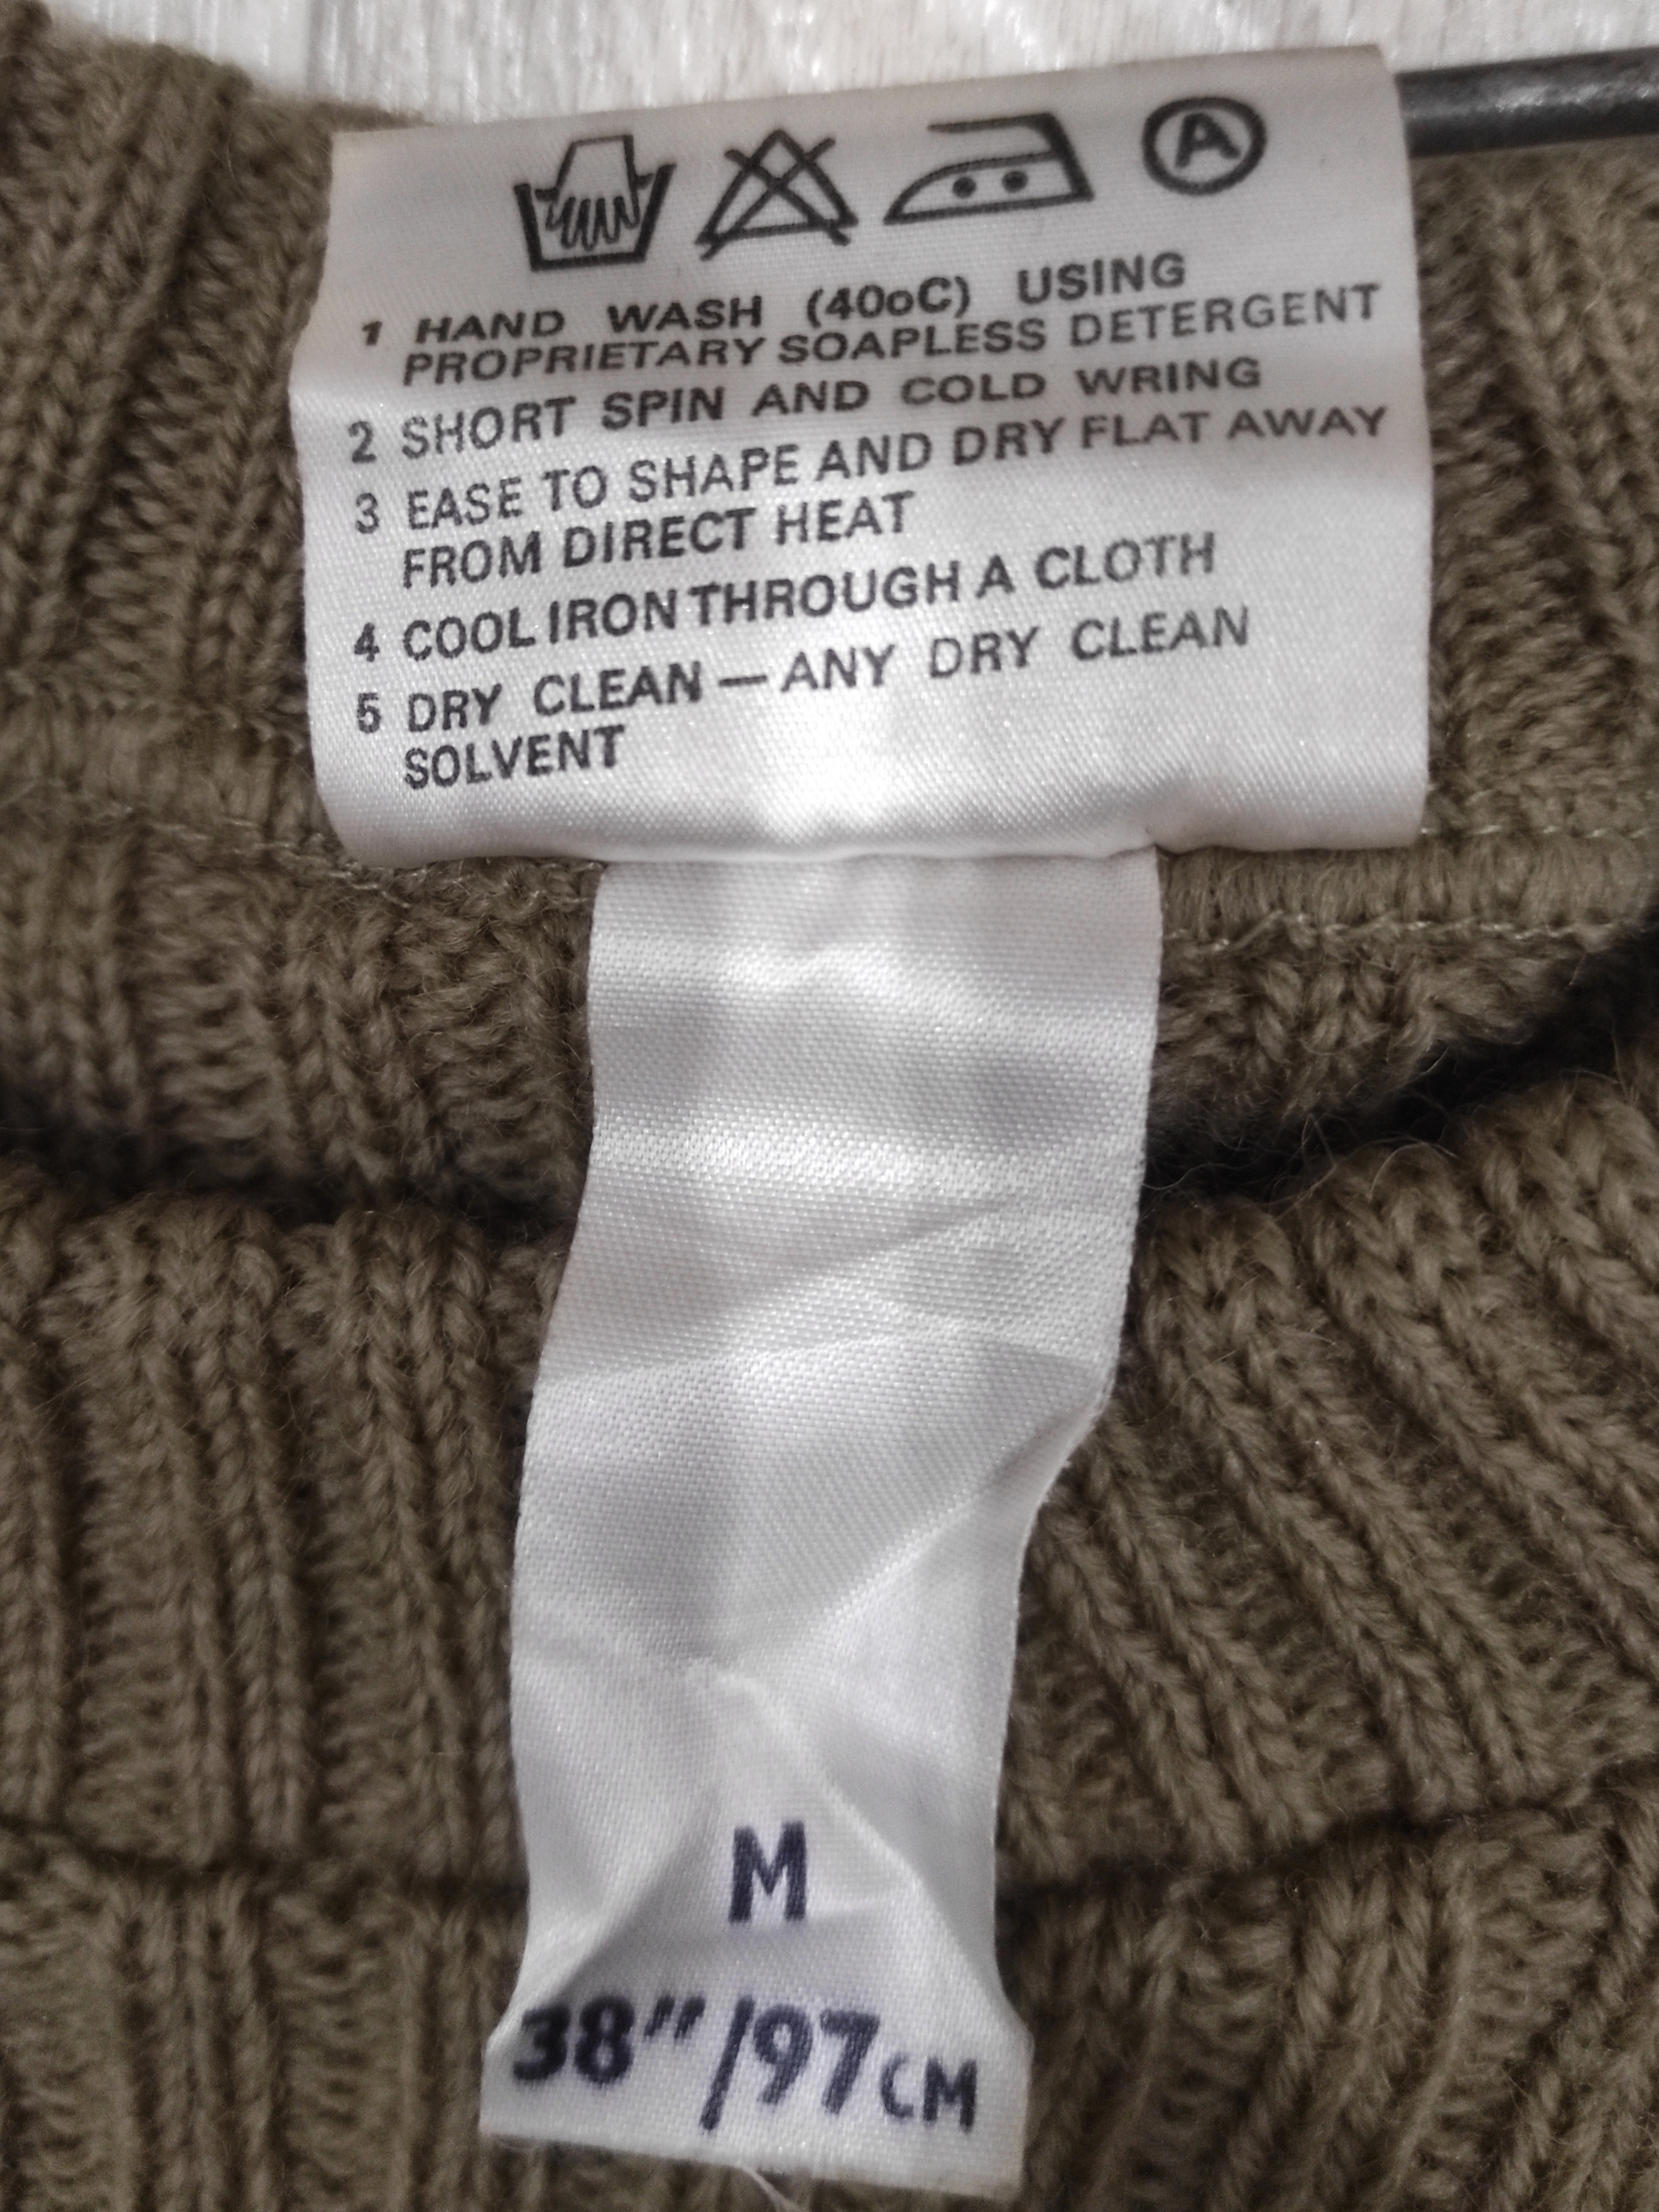 A
1 HAND WASH (40oC) USING
PROPRIETARY SOAPLESS DETERGENT
2 SHORT SPIN AND COLD WRING
3 EASE TO SHAPE AND DRY FLAT AWAY
FROM DIRECT HEAT
4 COOL IRON THROUGH A CLOTH
5 DRY CLEAN — ANY DRY CLEAN
SOLVENT
M
38"/97CM